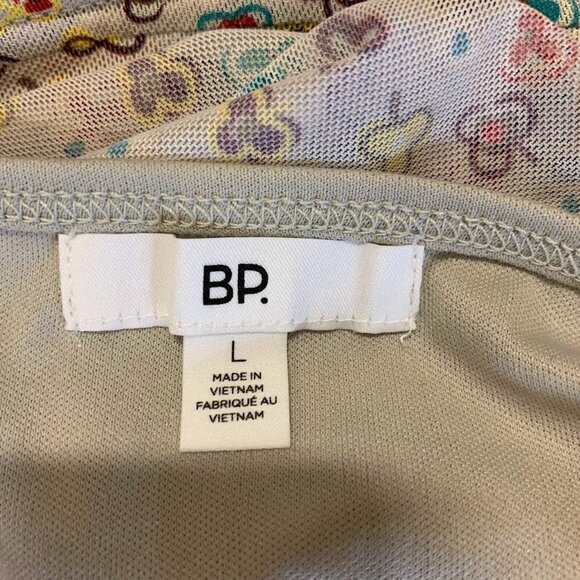 BP.
L
MADE IN
VIETNAM
FABRIQUÉ AU
VIETNAM